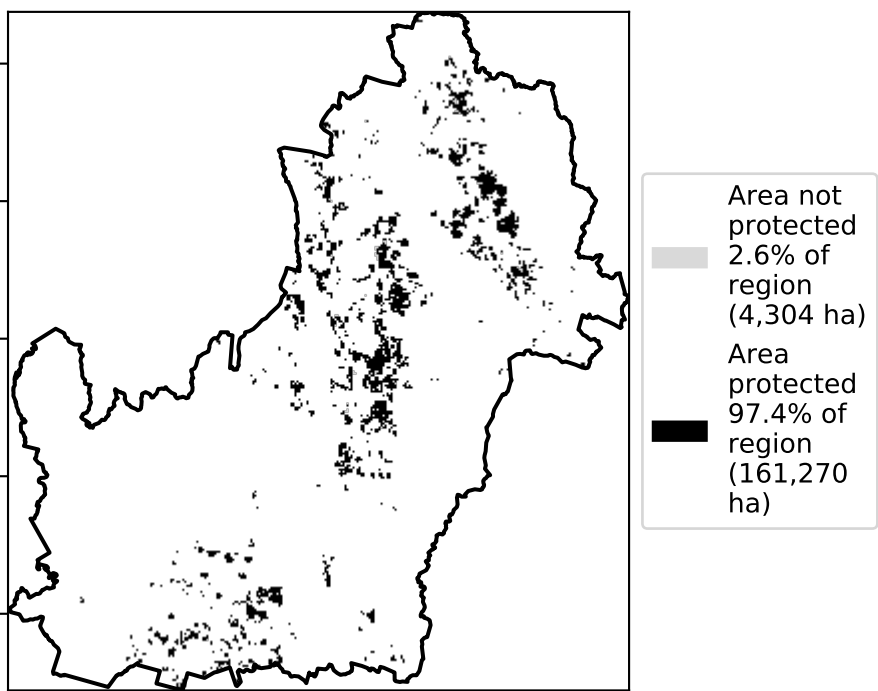 Area not
protected
2.6% of
region
(4,304 ha)
Area
protected
97.4% of
region
(161,270
ha)